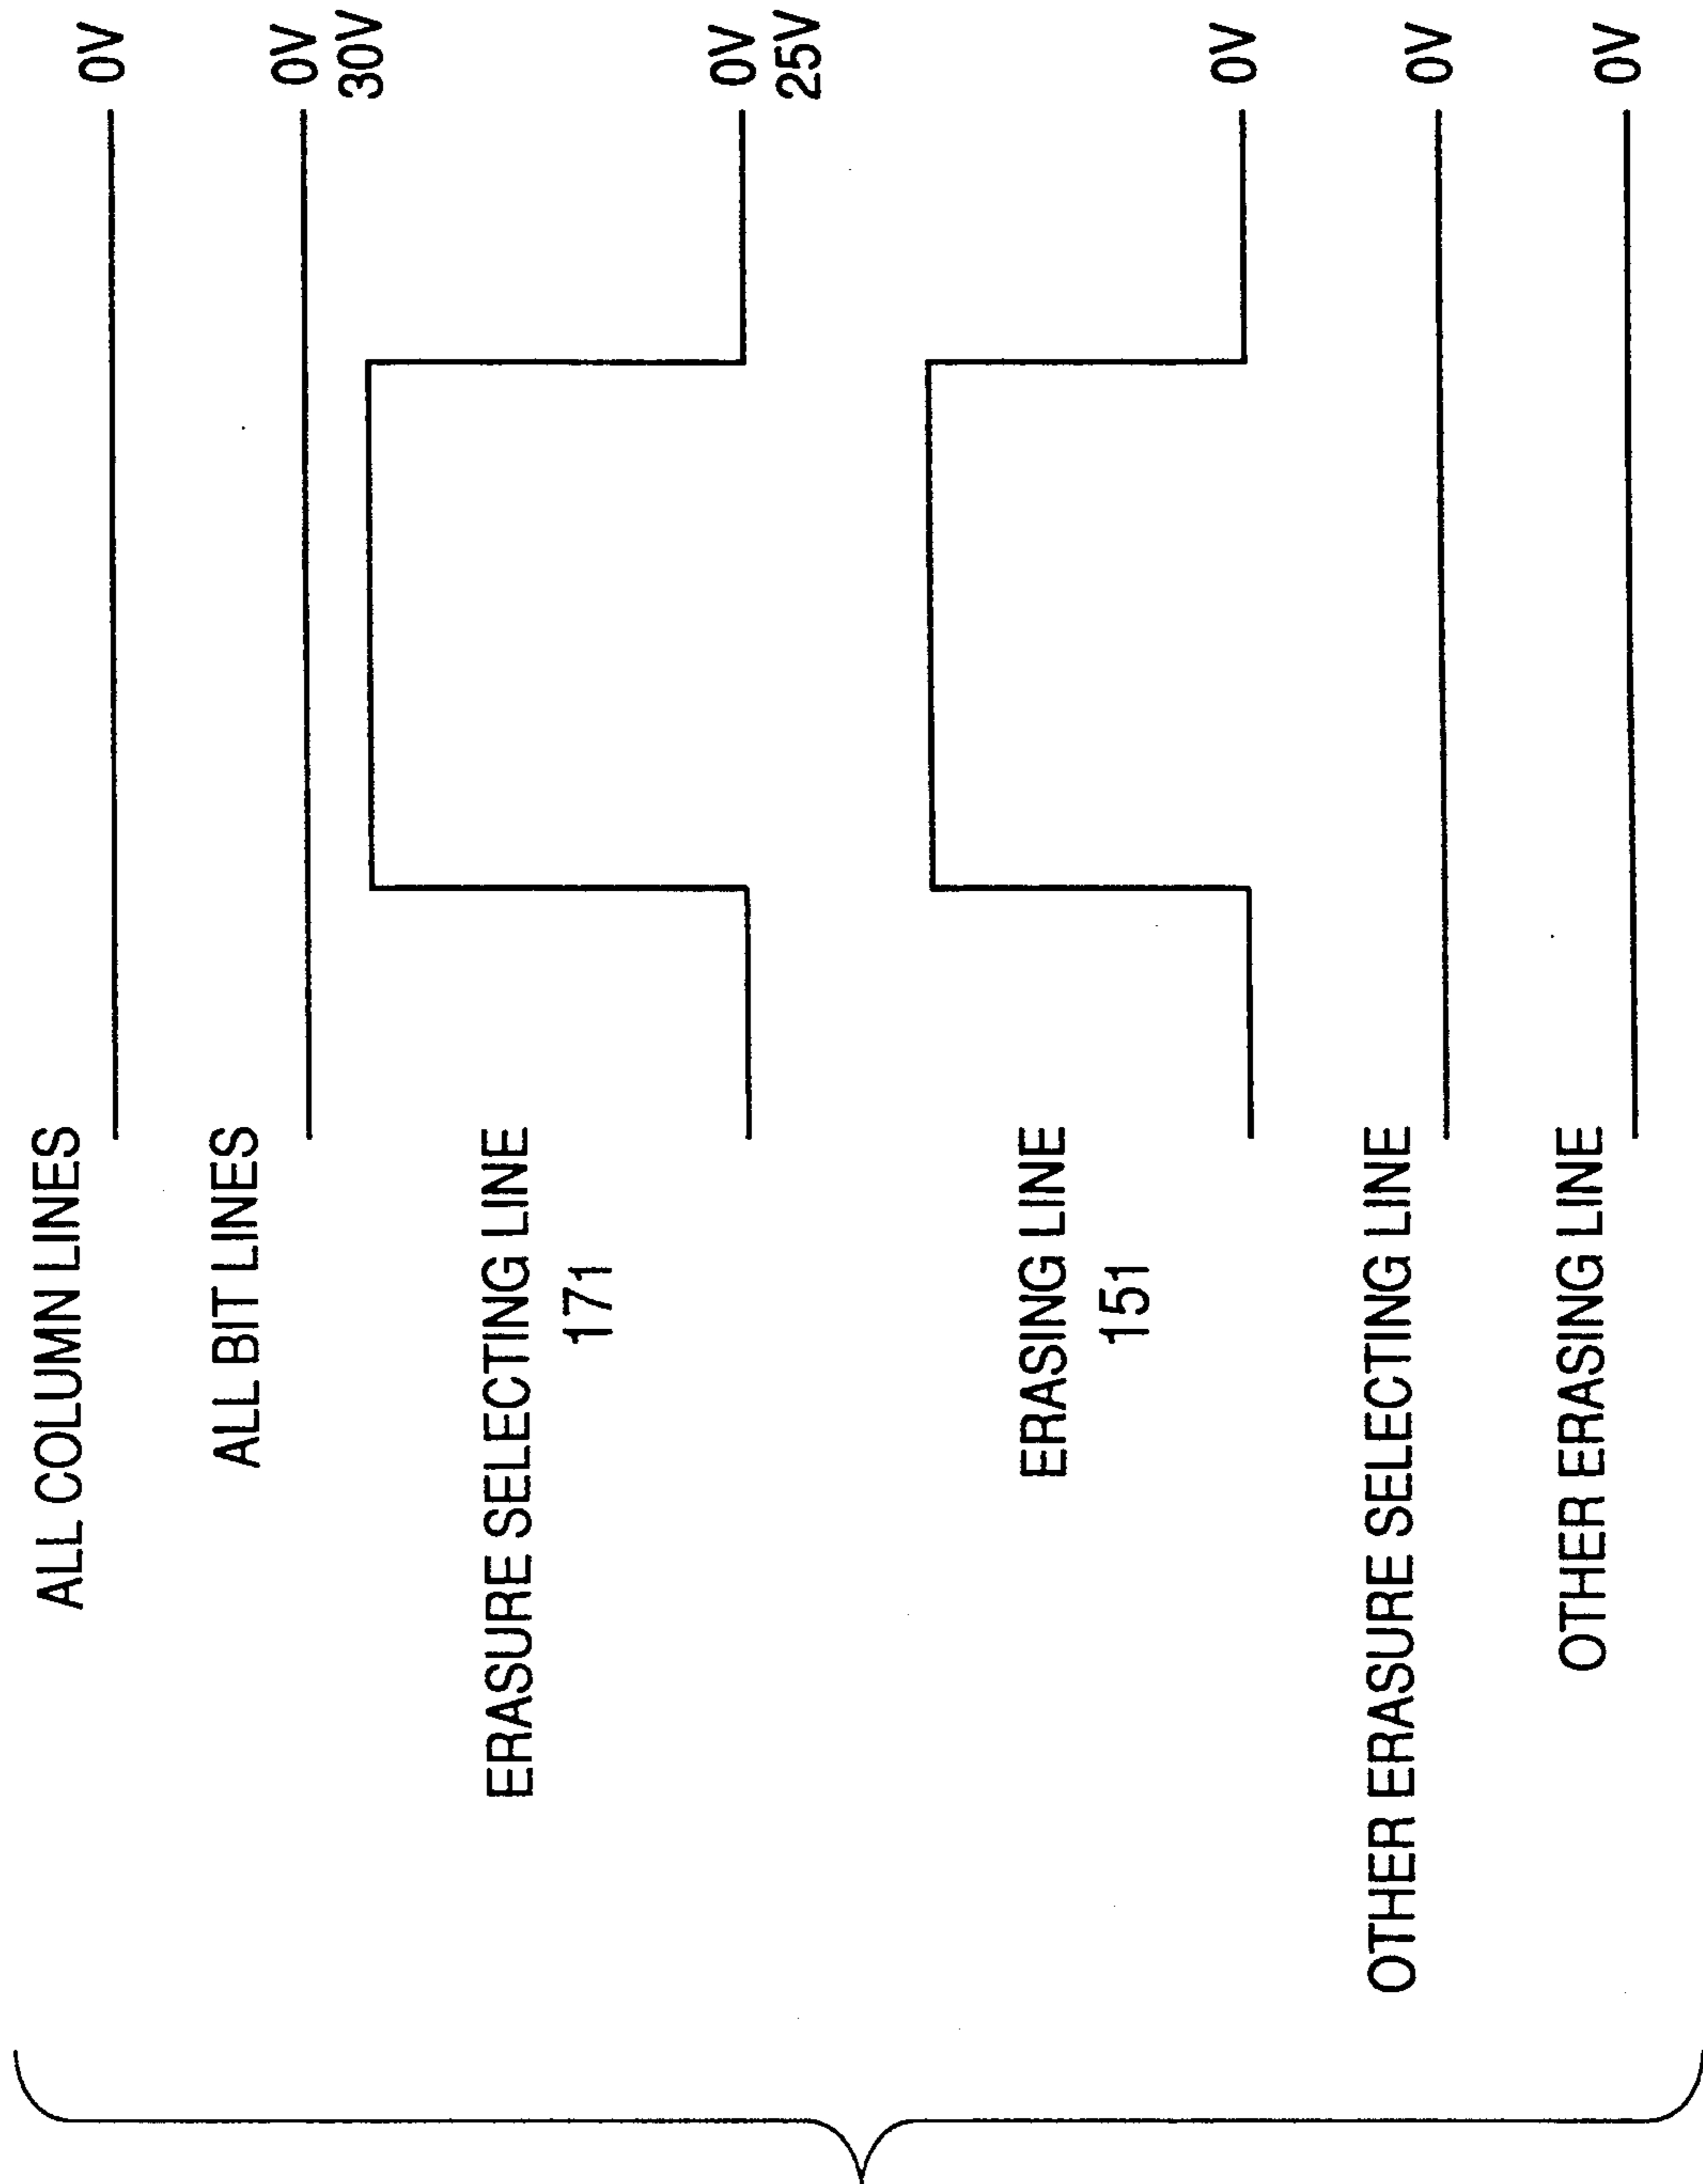 ALL COLUMN LINES 0V
ALL BIT LINES 0V
30V
ERASURE SELECTING LINE
17₁
0V
25V
ERASING LINE
15₁
0V
OTHER ERASURE SELECTING LINE 0V
OTHER ERASING LINE 0V